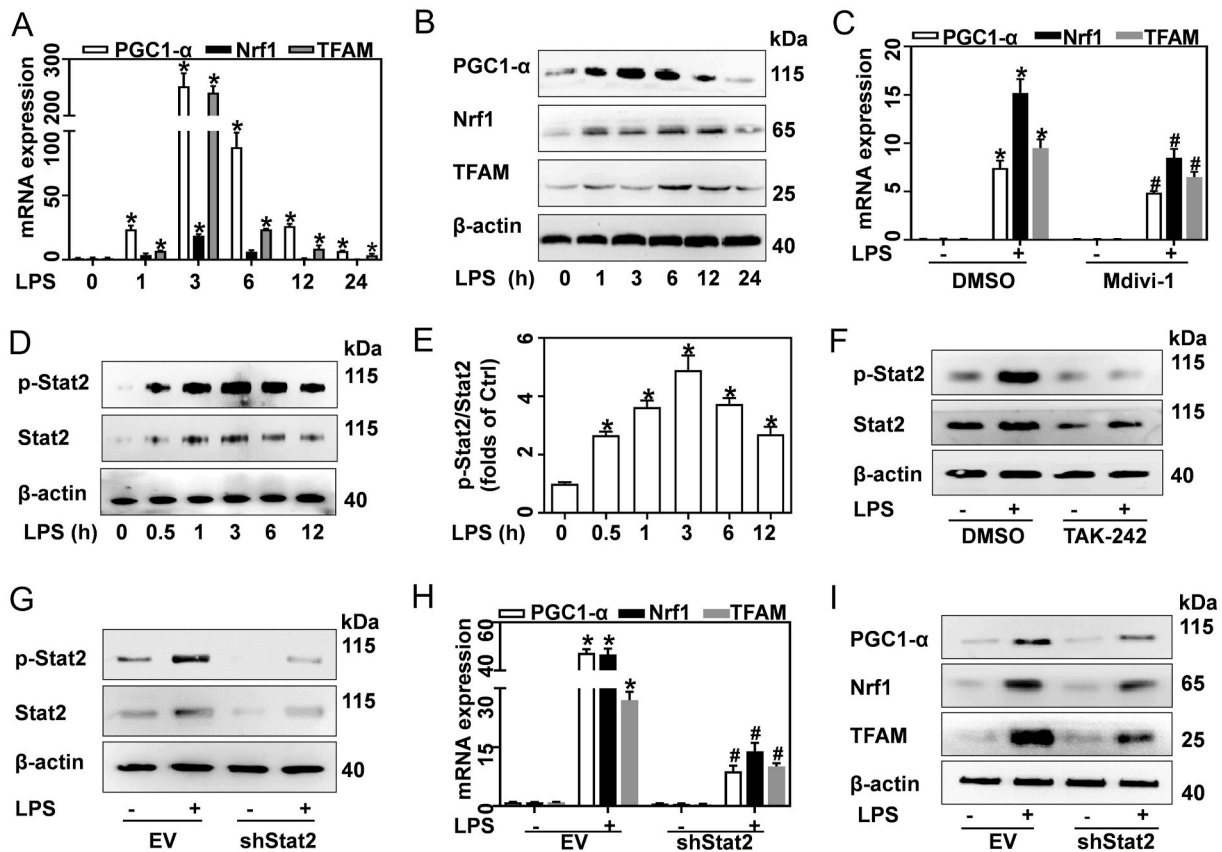 A
PGC1-α Nrf1 TFAM
mRNA expression
300
200
100
50
0
* * * * * * * * * * * *
LPS 0 1 3 6 12 24
B
kDa
PGC1-α 115
Nrf1 65
TFAM 25
β-actin 40
LPS (h) 0 1 3 6 12 24
C
PGC1-α Nrf1 TFAM
mRNA expression
20
15
10
5
0
* * * # # #
- + - +
DMSO Mdivi-1
D
kDa
p-Stat2 115
Stat2 115
β-actin 40
LPS (h) 0 0.5 1 3 6 12
E
p-Stat2/Stat2
(folds of Ctrl)
6
4
2
0
* * * * *
LPS (h) 0 0.5 1 3 6 12
F
kDa
p-Stat2 115
Stat2 115
β-actin 40
LPS - + - +
DMSO TAK-242
G
kDa
p-Stat2 115
Stat2 115
β-actin 40
LPS - + - +
EV shStat2
H
PGC1-α Nrf1 TFAM
mRNA expression
60
40
30
15
0
* * * # # #
LPS - + - +
EV shStat2
I
kDa
PGC1-α 115
Nrf1 65
TFAM 25
β-actin 40
LPS - + - +
EV shStat2